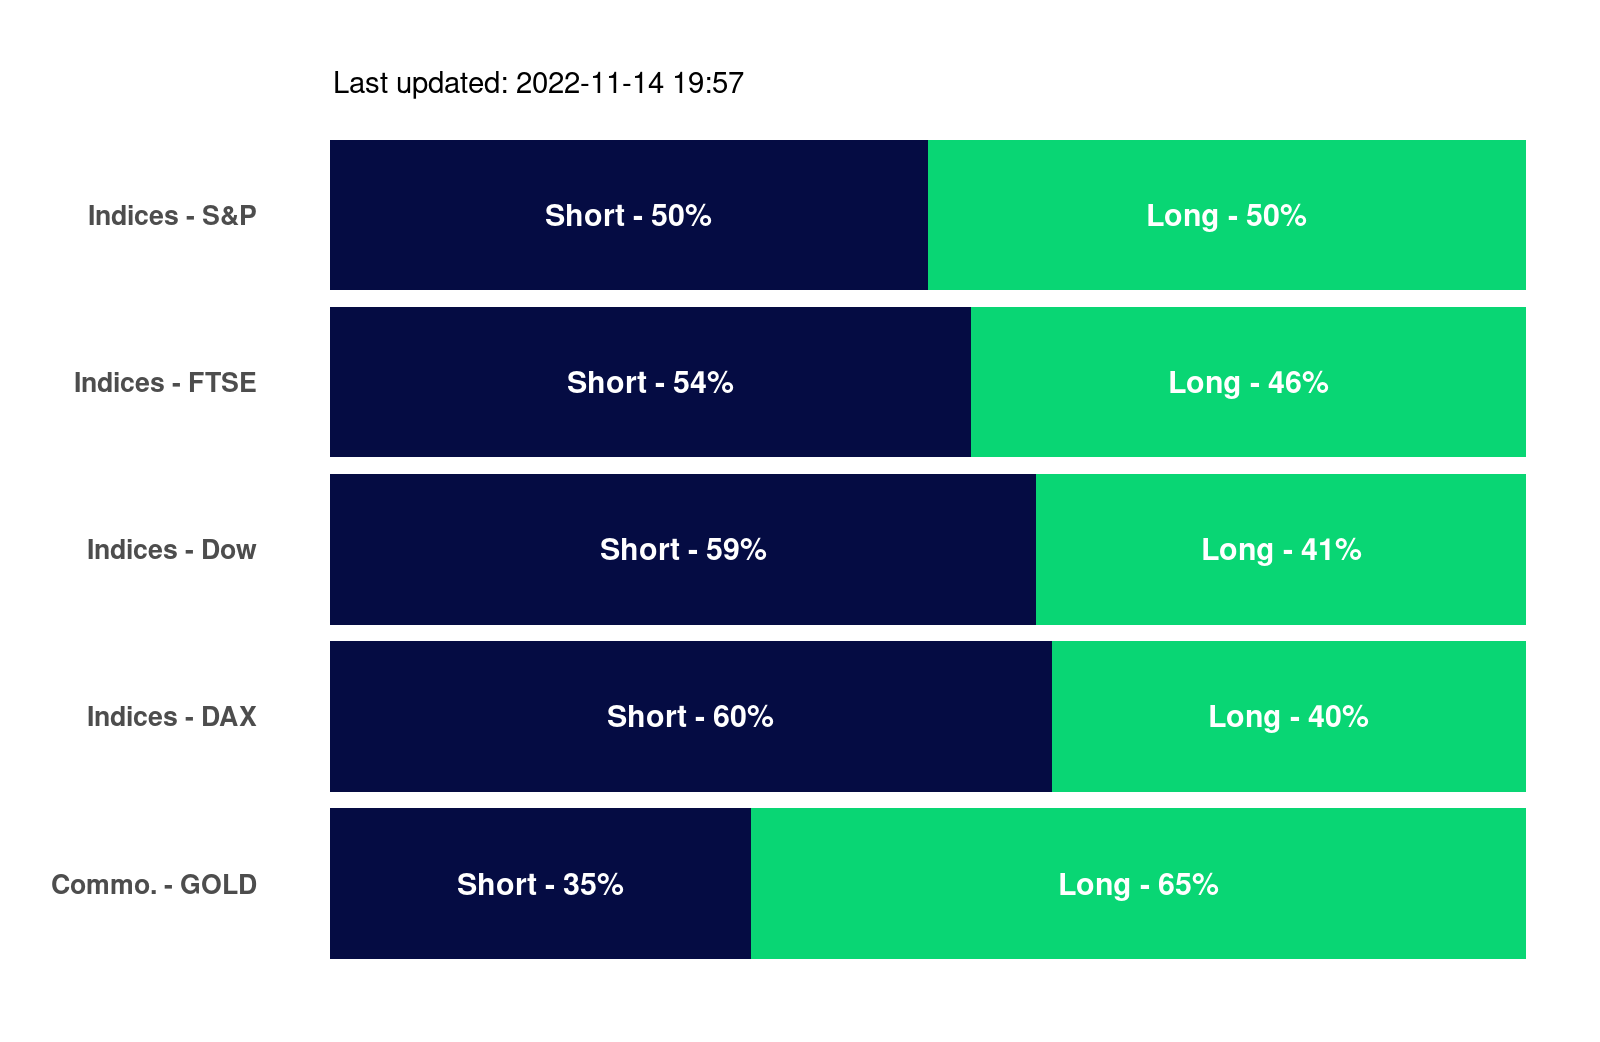 Last updated: 2022-11-14 19:57
Indices - S&P Short - 50% Long - 50%
Indices - FTSE Short - 54% Long - 46%
Indices - Dow Short - 59% Long - 41%
Indices - DAX Short - 60% Long - 40%
Commo. - GOLD Short - 35% Long - 65%